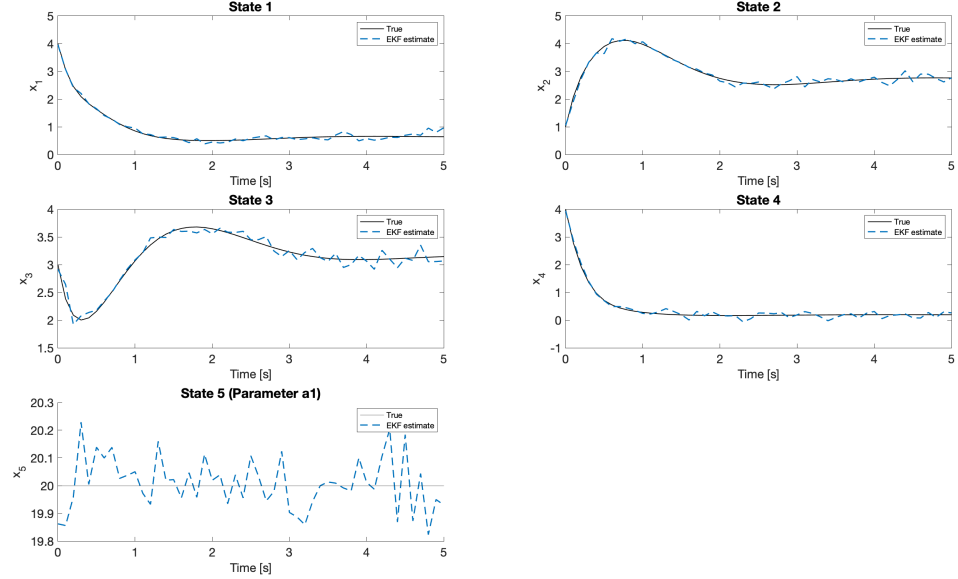 State 1
5
4
3
2
1
0
x1
0 1 2 3 4 5
Time [s]
True
EKF estimate
State 2
5
4
3
2
1
0
x2
0 1 2 3 4 5
Time [s]
True
EKF estimate
State 3
4
3.5
3
2.5
2
1.5
x3
0 1 2 3 4 5
Time [s]
True
EKF estimate
State 4
4
3
2
1
0
-1
x4
0 1 2 3 4 5
Time [s]
True
EKF estimate
State 5 (Parameter a1)
20.3
20.2
20.1
20
19.9
19.8
x5
0 1 2 3 4 5
Time [s]
True
EKF estimate